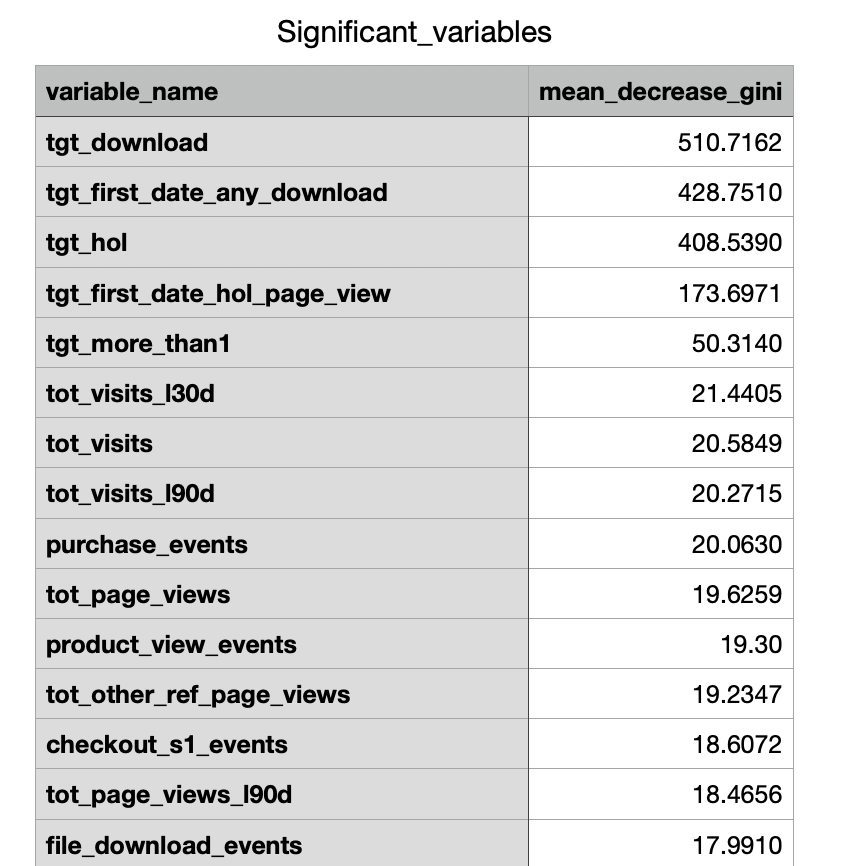 Significant_variables
variable_name mean_decrease_gini
tgt_download 510.7162
tgt_first_date_any_download 428.7510
tgt_hol 408.5390
tgt_first_date_hol_page_view 173.6971
tgt_more_than1 50.3140
tot_visits_l30d 21.4405
tot_visits 20.5849
tot_visits_l90d 20.2715
purchase_events 20.0630
tot_page_views 19.6259
product_view_events 19.30
tot_other_ref_page_views 19.2347
checkout_s1_events 18.6072
tot_page_views_l90d 18.4656
file_download_events 17.9910